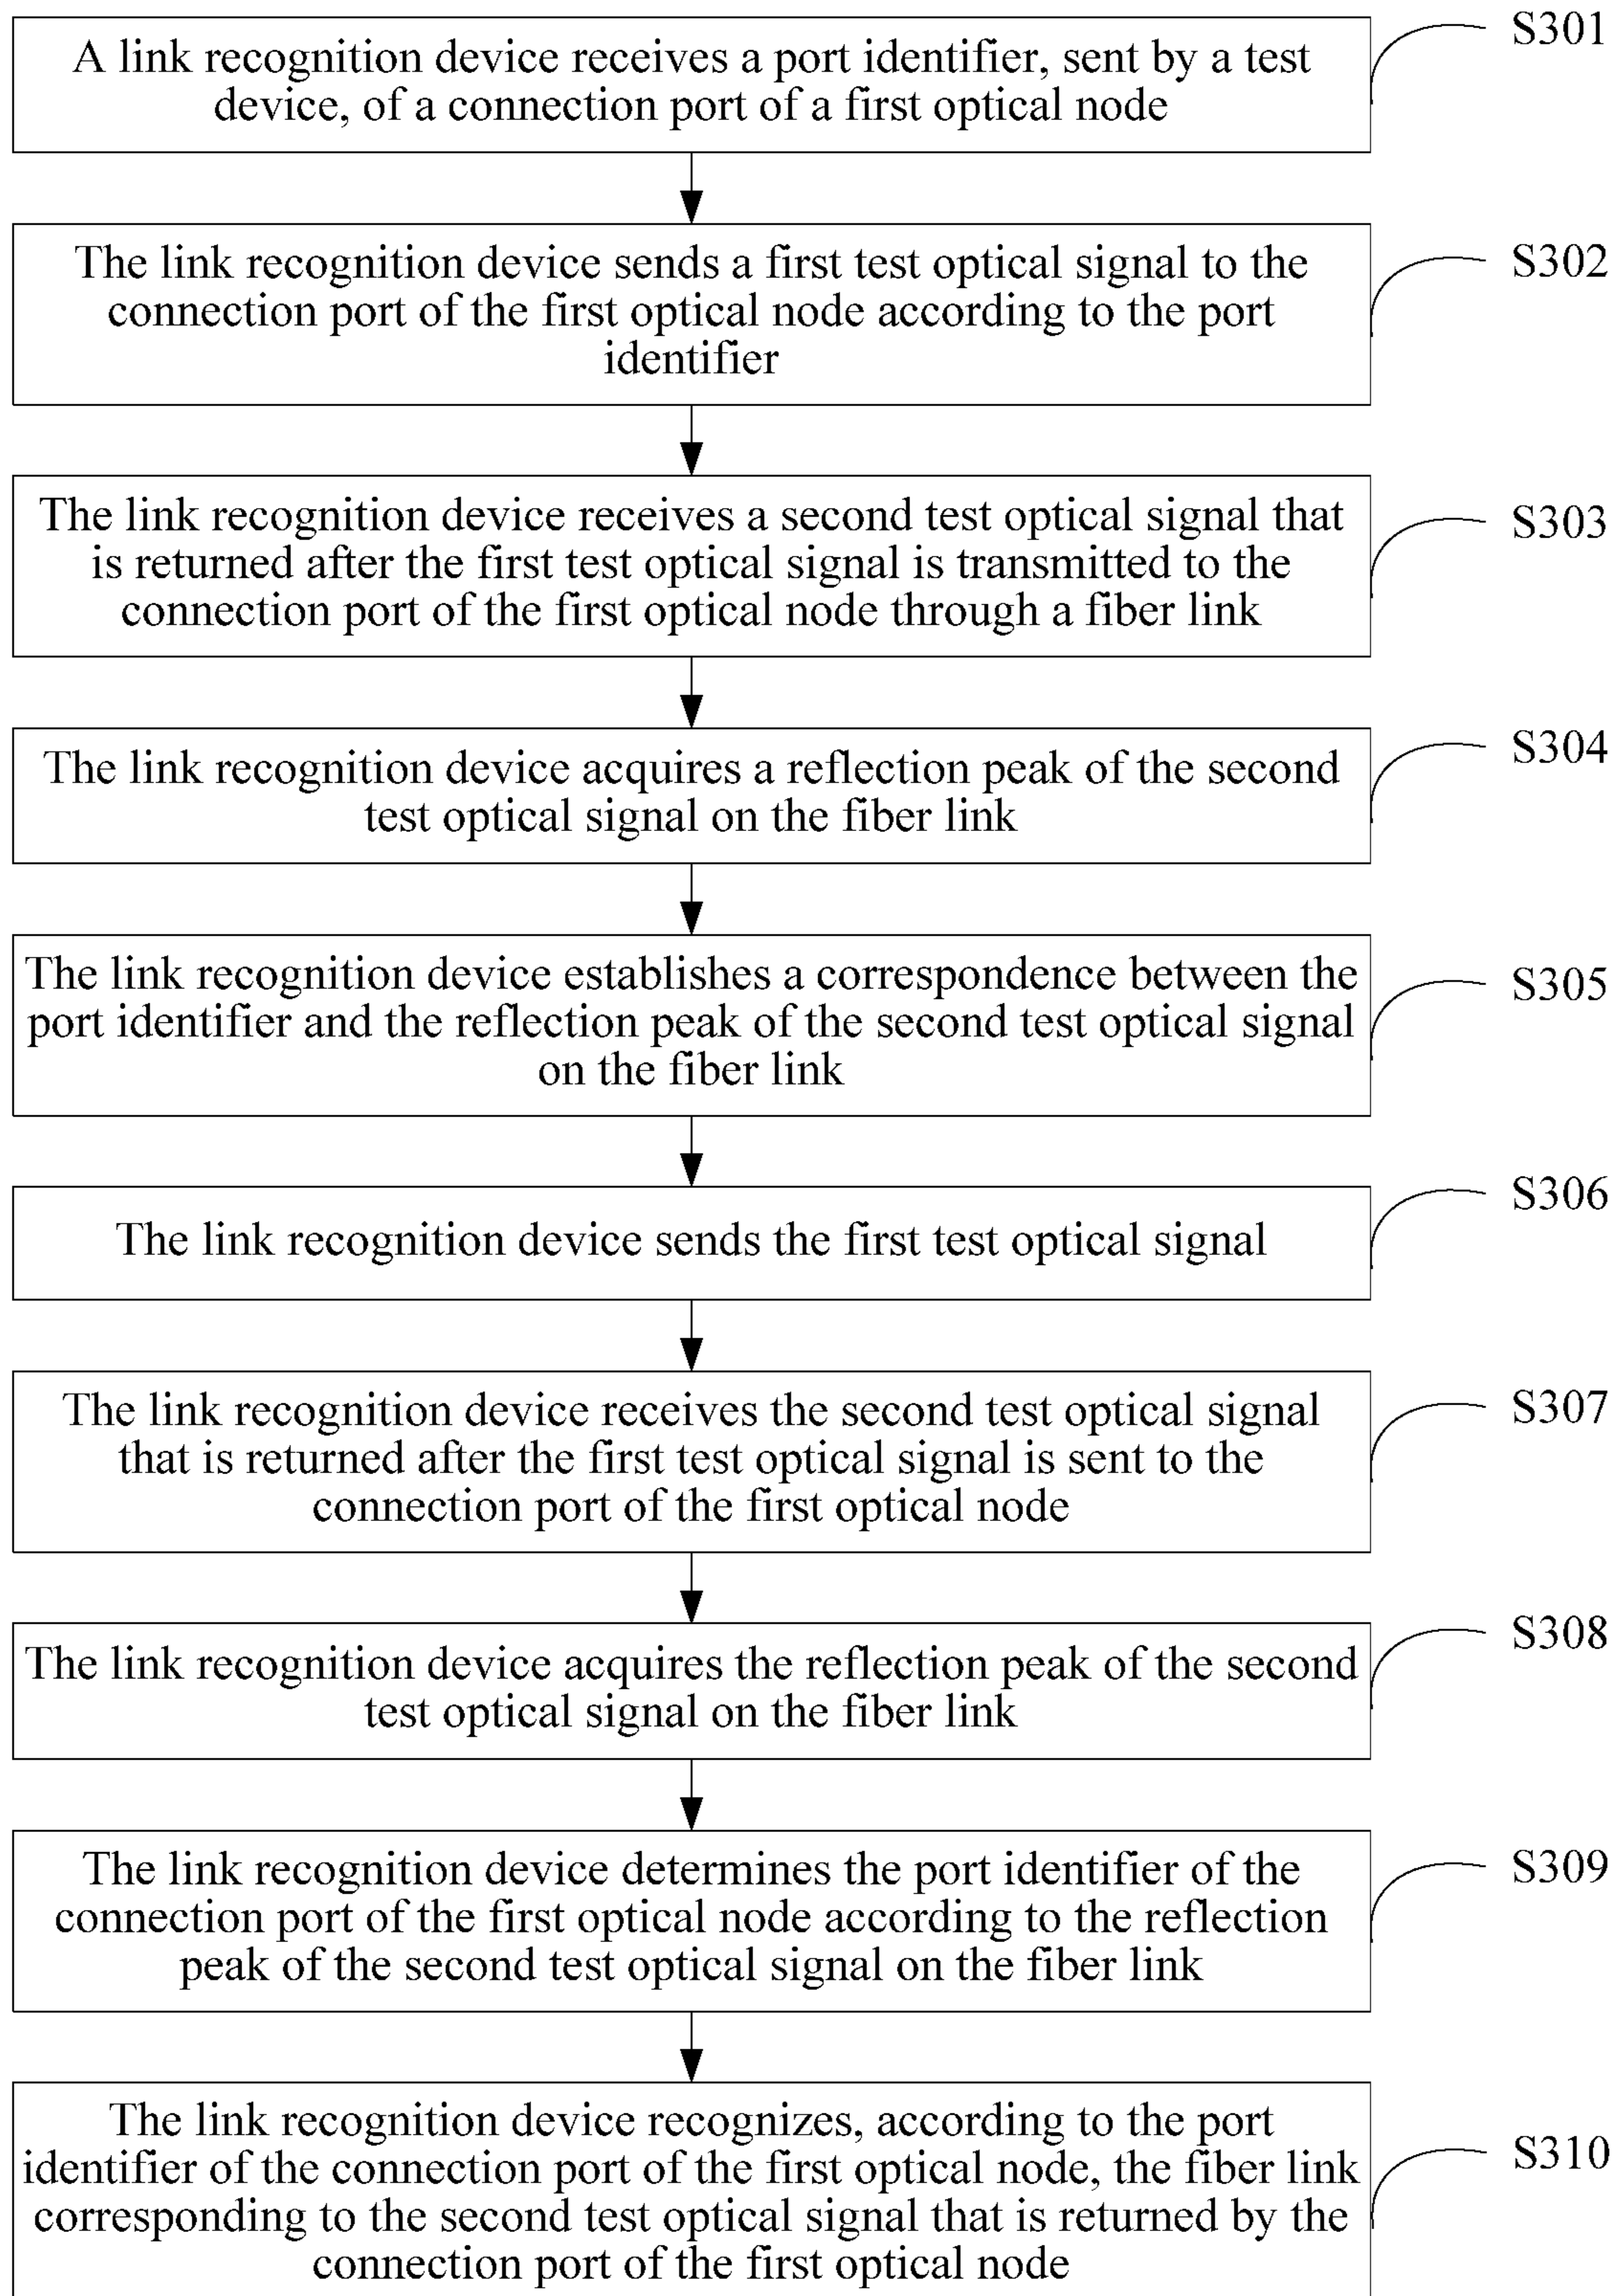 A link recognition device receives a port identifier, sent by a test
device, of a connection port of a first optical node
S301
The link recognition device sends a first test optical signal to the
connection port of the first optical node according to the port
identifier
S302
The link recognition device receives a second test optical signal that
is returned after the first test optical signal is transmitted to the
connection port of the first optical node through a fiber link
S303
The link recognition device acquires a reflection peak of the second
test optical signal on the fiber link
S304
The link recognition device establishes a correspondence between the
port identifier and the reflection peak of the second test optical signal
on the fiber link
S305
The link recognition device sends the first test optical signal
S306
The link recognition device receives the second test optical signal
that is returned after the first test optical signal is sent to the
connection port of the first optical node
S307
The link recognition device acquires the reflection peak of the second
test optical signal on the fiber link
S308
The link recognition device determines the port identifier of the
connection port of the first optical node according to the reflection
peak of the second test optical signal on the fiber link
S309
The link recognition device recognizes, according to the port
identifier of the connection port of the first optical node, the fiber link
corresponding to the second test optical signal that is returned by the
connection port of the first optical node
S310